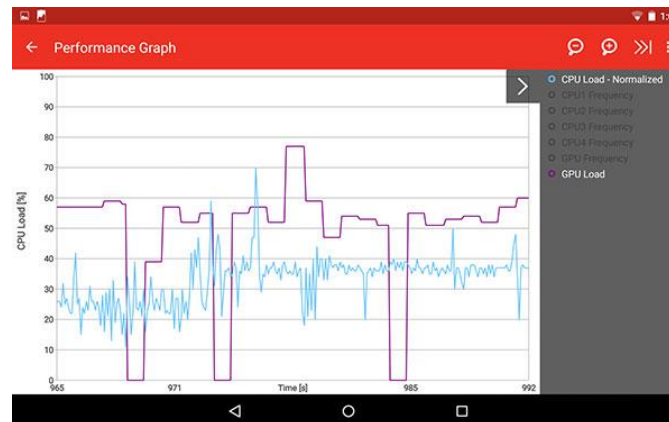 Performance Graph
100
90
80
70
60
50
40
30
20
10
0
CPU Load [%]
965
971
Time [s]
985
992
CPU Load - Normalized
CPU1 Frequency
CPU2 Frequency
CPU3 Frequency
CPU4 Frequency
GPU Frequency
GPU Load